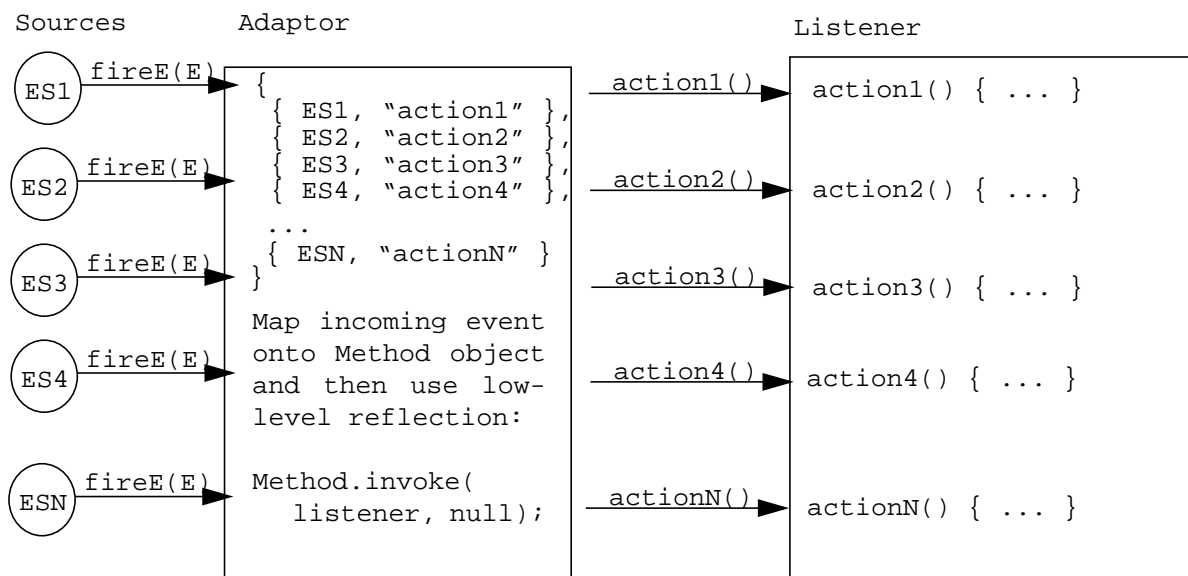 Sources
Adaptor
Listener
ES1
fireE(E)
ES2
fireE(E)
ES3
fireE(E)
ES4
fireE(E)
ESN
fireE(E)
{
{ ES1, “action1” },
{ ES2, “action2” },
{ ES3, “action3” },
{ ES4, “action4” },
...
{ ESN, “actionN” }
}
Map incoming event
onto Method object
and then use low-
level reflection:
Method.invoke(
listener, null);
action1()
action2()
action3()
action4()
actionN()
action1() { ... }
action2() { ... }
action3() { ... }
action4() { ... }
actionN() { ... }